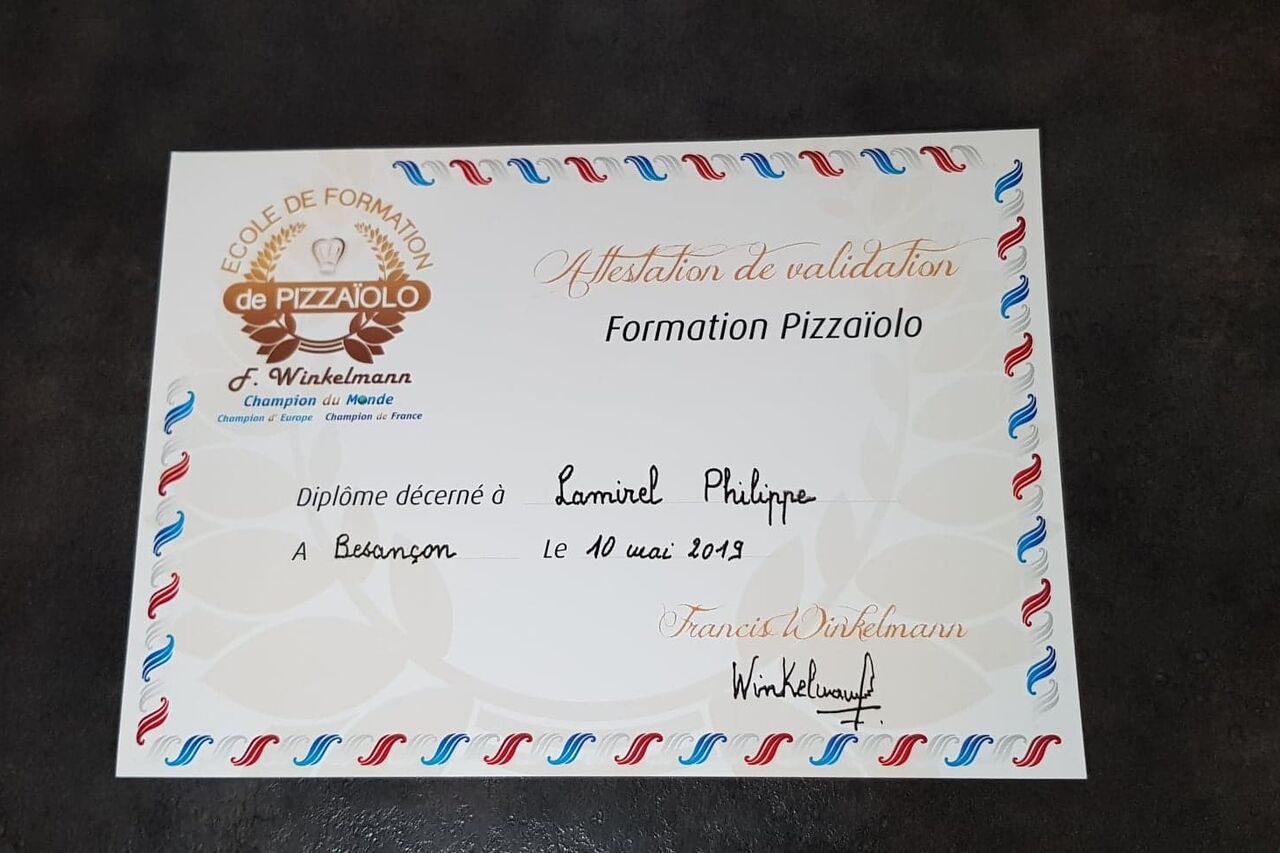 ECOLE DE FORMATION
de PIZZAÏOLO
F. Winkelmann
Champion du Monde
Champion d'Europe Champion de France
Attestation de validation
Formation Pizzaïolo
Diplôme décerné à Lamirel Philippe
A Besançon Le 10 mai 2019
Francis Winkelmann
Winkelmann F.